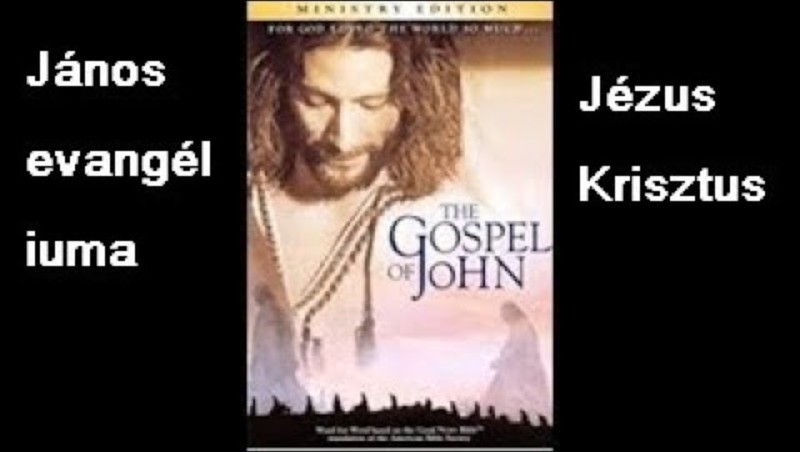 János
evangél
iuma
MINISTRY EDITION
FOR GOD LOVED THE WORLD SO MUCH...
THE
GOSPEL
OF JOHN
Word for Word based on the Good News Bible™
translation of the American Bible Society
Jézus
Krisztus